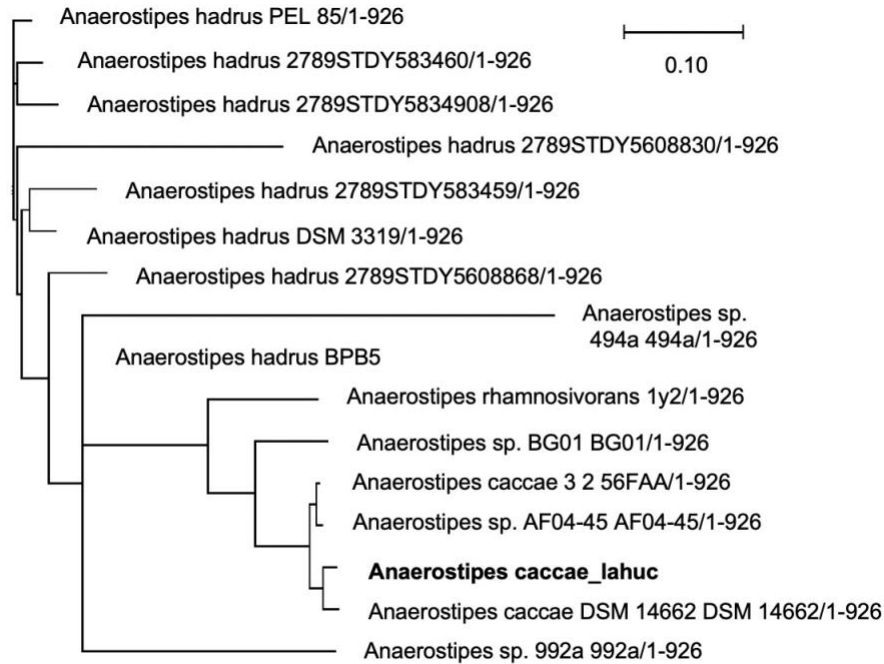 Anaerostipes hadrus PEL 85/1-926
0.10
Anaerostipes hadrus 2789STDY583460/1-926
Anaerostipes hadrus 2789STDY5834908/1-926
Anaerostipes hadrus 2789STDY5608830/1-926
Anaerostipes hadrus 2789STDY583459/1-926
Anaerostipes hadrus DSM 3319/1-926
Anaerostipes hadrus 2789STDY5608868/1-926
Anaerostipes sp.
494a 494a/1-926
Anaerostipes hadrus BPB5
Anaerostipes rhamnosivorans 1y2/1-926
Anaerostipes sp. BG01 BG01/1-926
Anaerostipes caccae 3 2 56FAA/1-926
Anaerostipes sp. AF04-45 AF04-45/1-926
Anaerostipes caccae_lahuc
Anaerostipes caccae DSM 14662 DSM 14662/1-926
Anaerostipes sp. 992a 992a/1-926